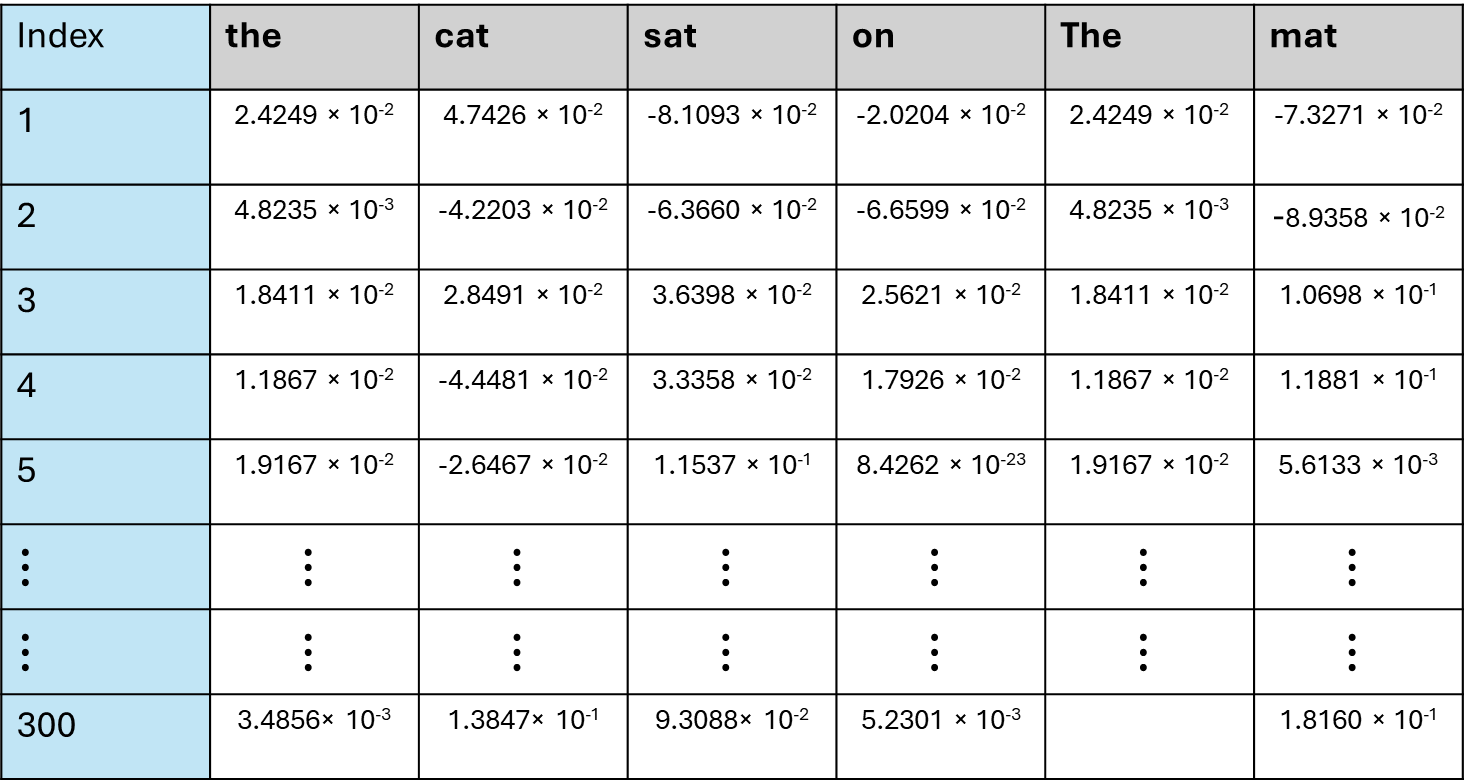 Index the cat sat on The mat
1 2.4249 × 10⁻² 4.7426 × 10⁻² -8.1093 × 10⁻² -2.0204 × 10⁻² 2.4249 × 10⁻² -7.3271 × 10⁻²
2 4.8235 × 10⁻³ -4.2203 × 10⁻² -6.3660 × 10⁻² -6.6599 × 10⁻² 4.8235 × 10⁻³ -8.9358 × 10⁻²
3 1.8411 × 10⁻² 2.8491 × 10⁻² 3.6398 × 10⁻² 2.5621 × 10⁻² 1.8411 × 10⁻² 1.0698 × 10⁻¹
4 1.1867 × 10⁻² -4.4481 × 10⁻² 3.3358 × 10⁻² 1.7926 × 10⁻² 1.1867 × 10⁻² 1.1881 × 10⁻¹
5 1.9167 × 10⁻² -2.6467 × 10⁻² 1.1537 × 10⁻¹ 8.4262 × 10⁻²³ 1.9167 × 10⁻² 5.6133 × 10⁻³
⋮ ⋮ ⋮ ⋮ ⋮ ⋮ ⋮
⋮ ⋮ ⋮ ⋮ ⋮ ⋮ ⋮
300 3.4856× 10⁻³ 1.3847× 10⁻¹ 9.3088× 10⁻² 5.2301 × 10⁻³ 1.8160 × 10⁻¹